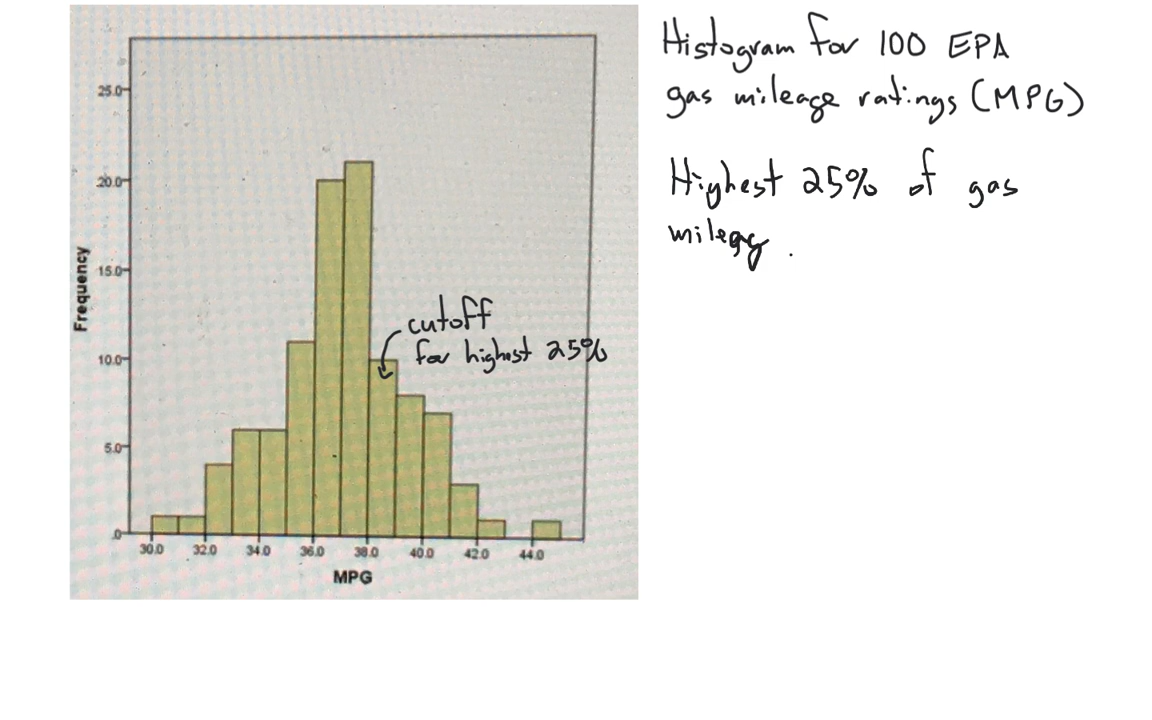 Histogram for 100 EPA
gas mileage ratings (MPG)
Highest 25% of gas
25.0
20.0
15.0
10.0
5.0
.0
Frequency
cutoff
for highest 25%
30.0 32.0 34.0 36.0 38.0 40.0 42.0 44.0
MPG